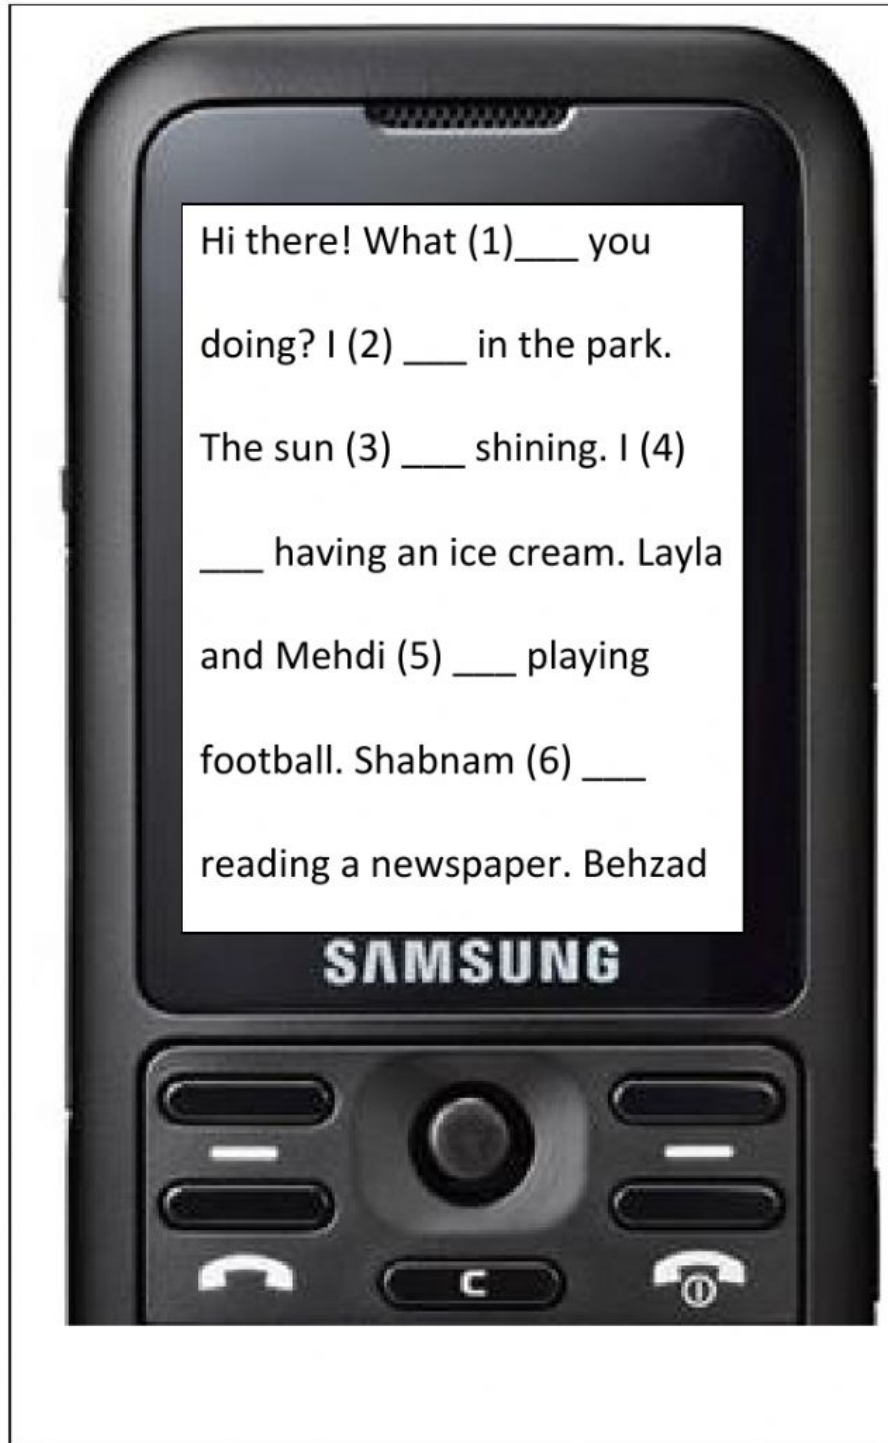 Hi there! What (1)___ you
doing? I (2) ___ in the park.
The sun (3) ___ shining. I (4)
___ having an ice cream. Layla
and Mehdi (5) ___ playing
football. Shabnam (6) ___
reading a newspaper. Behzad
SAMSUNG
C